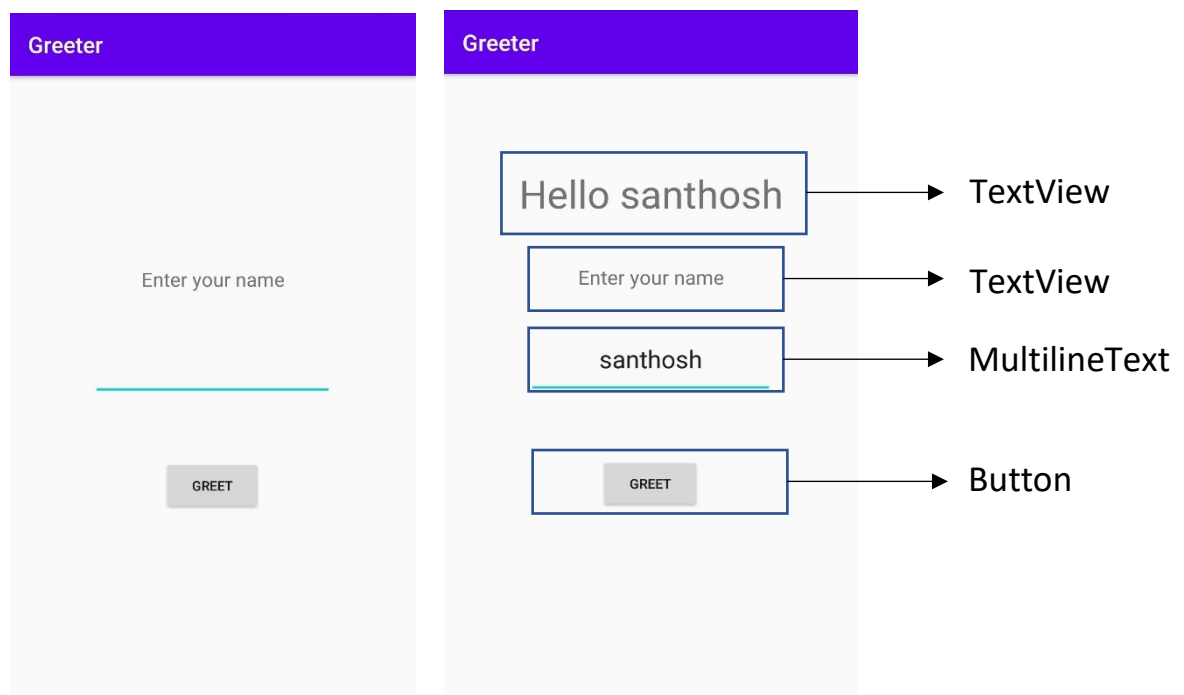 Greeter
Enter your name
GREET
Greeter
Hello santhosh
TextView
Enter your name
TextView
santhosh
MultilineText
GREET
Button